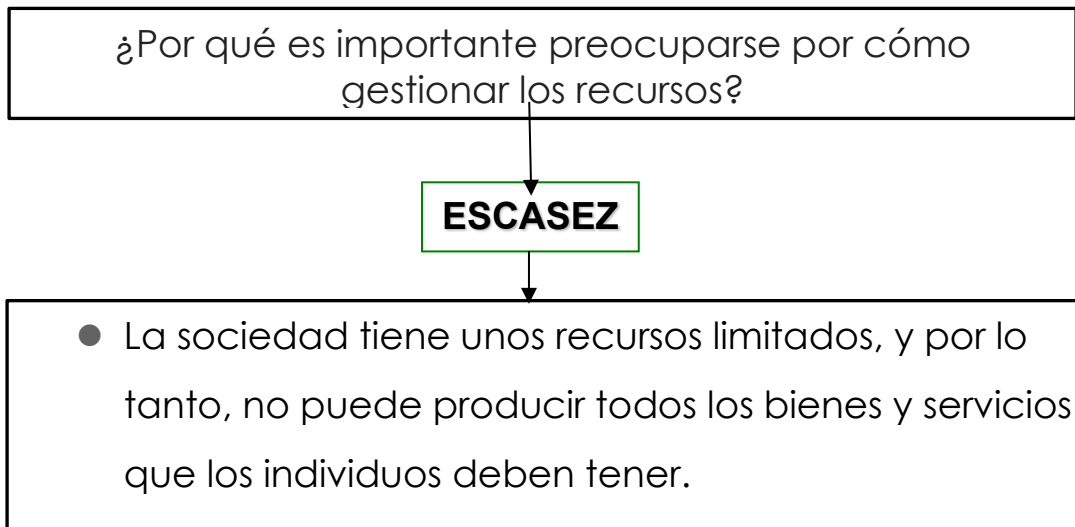 ¿Por qué es importante preocuparse por cómo
gestionar los recursos?
ESCASEZ
● La sociedad tiene unos recursos limitados, y por lo
tanto, no puede producir todos los bienes y servicios
que los individuos deben tener.